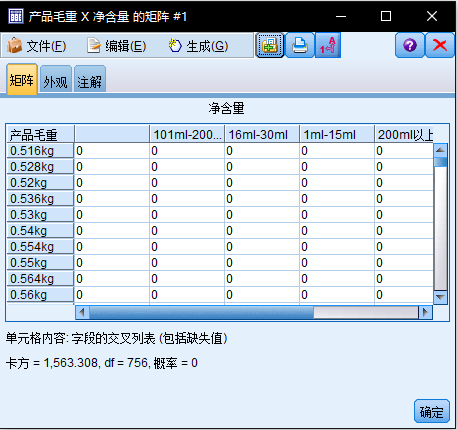 产品毛重 X 净含量 的矩阵 #1
文件(F) 编辑(E) 生成(G)
矩阵 外观 注解
净含量
产品毛重 101ml-200... 16ml-30ml 1ml-15ml 200ml以上
0.516kg 0 0 0 0 0
0.528kg 0 0 0 0 0
0.52kg 0 0 0 0 0
0.536kg 0 0 0 0 0
0.53kg 0 0 0 0 0
0.54kg 0 0 0 0 0
0.554kg 0 0 0 0 0
0.55kg 0 0 0 0 0
0.564kg 0 0 0 0 0
0.56kg 0 0 0 0 0
单元格内容: 字段的交叉列表 (包括缺失值)
卡方 = 1,563.308, df = 756, 概率 = 0
确定